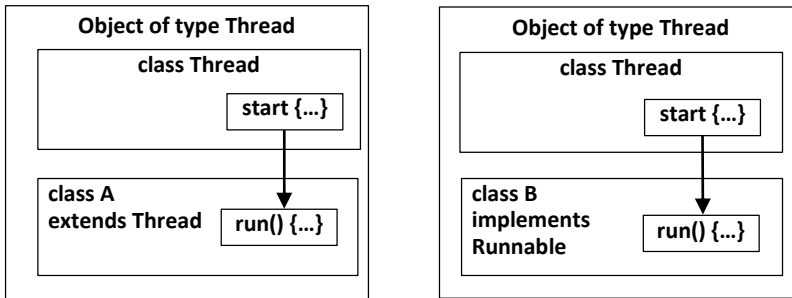 Object of type Thread
class Thread
start {…}
class A
extends Thread
run() {…}
Object of type Thread
class Thread
start {…}
class B
implements
Runnable
run() {…}